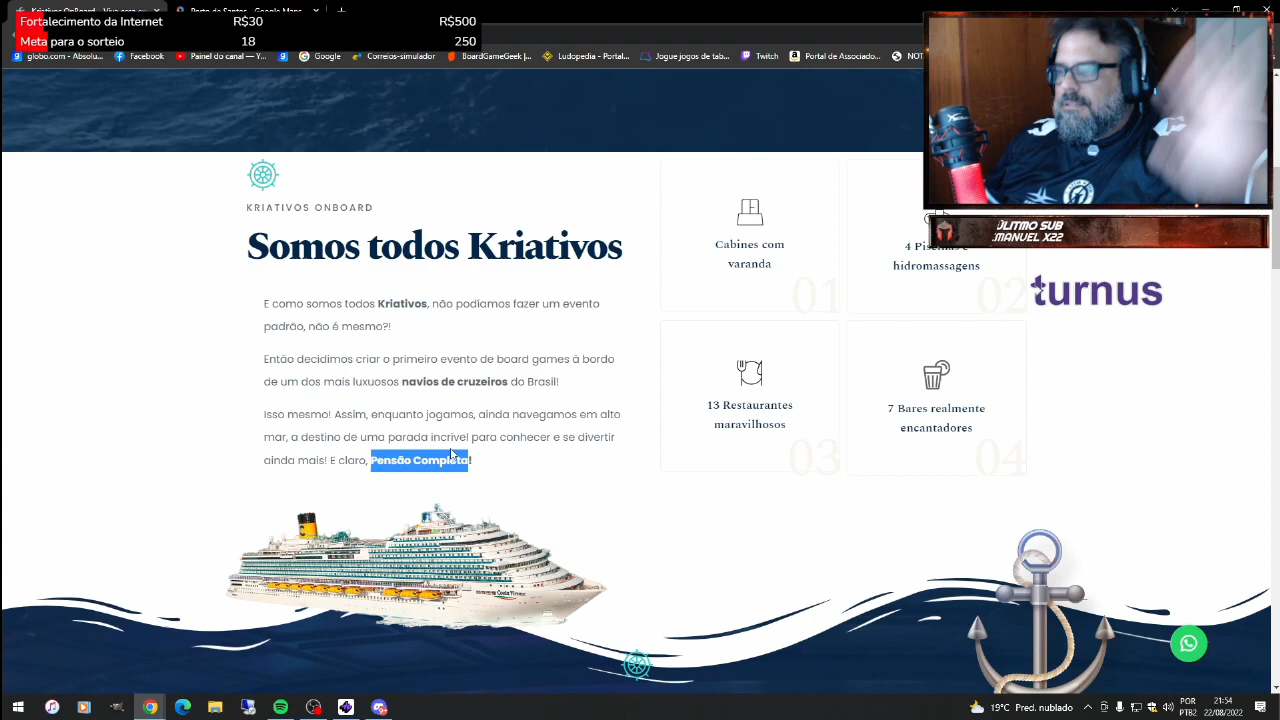 Fortalecimento da Internet R$30 R$500
Meta para o sorteio 18 250
globo.com - Absolu...
Facebook
Painel do canal — Y...
Google
Correios-simulador
BoardGameGeek |...
Ludopedia - Portal...
Jogue jogos de tab...
Twitch
Portal de Associado...
NOT
KRIATIVOS ONBOARD
Somos todos Kriativos
E como somos todos Kriativos, não podíamos fazer um evento
padrão, não é mesmo?!
Então decidimos criar o primeiro evento de board games à bordo
de um dos mais luxuosos navios de cruzeiros do Brasil!
Isso mesmo! Assim, enquanto jogamos, ainda navegamos em alto
mar, a destino de uma parada incrível para conhecer e se divertir
ainda mais! E claro, Pensão Completa!
Cabines com
varanda
01
4
hidromassagens
02
13 Restaurantes
maravilhosos
03
7 Bares realmente
encantadores
04
ÚLITMO SUB
EMANUEL X22
turnus
19°C Pred. nublado
POR
PTB2
21:54
22/08/2022